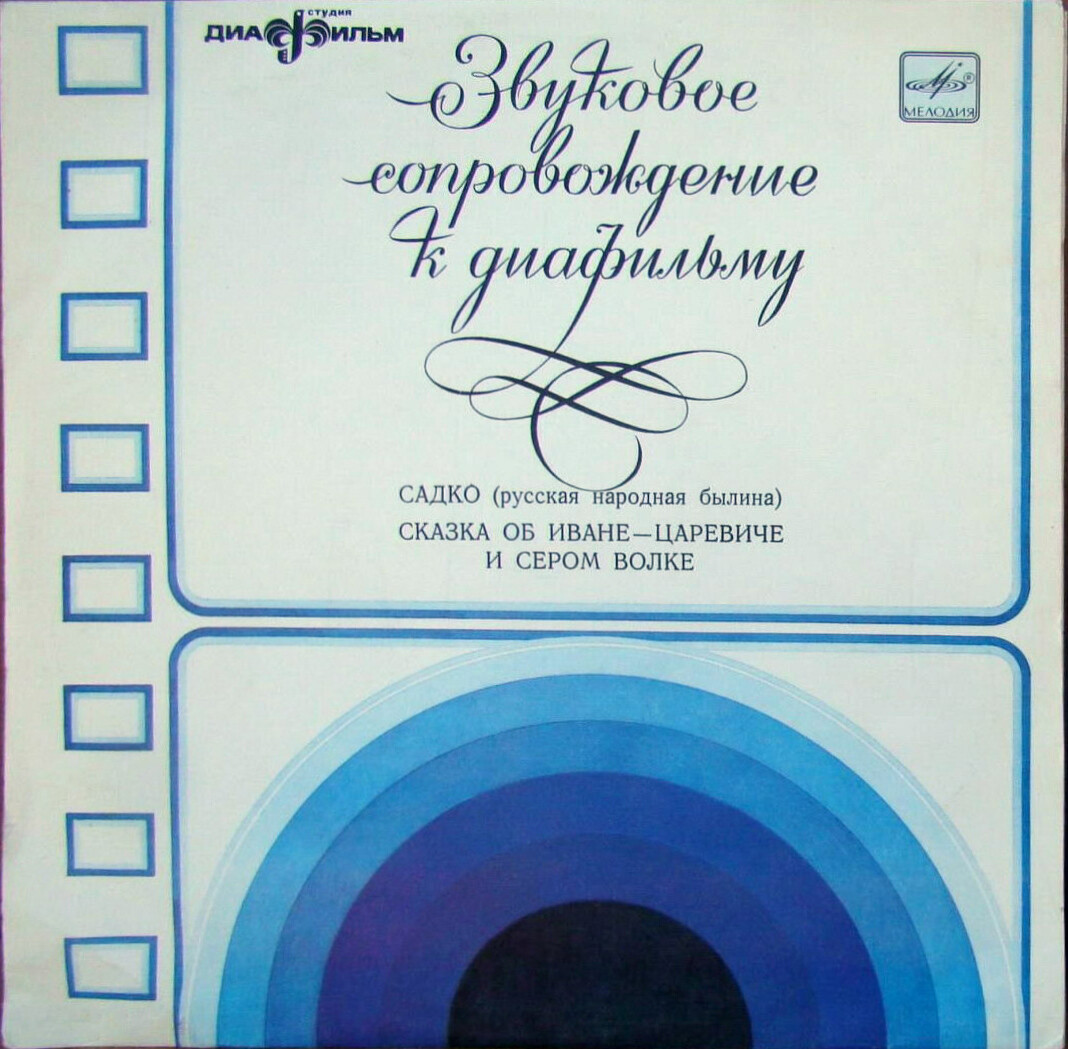 студия
ДИАФИЛЬМ
Звуковое
МЕЛОДИЯ
сопровождение
к диафильму
САДКО (русская народная былина)
СКАЗКА ОБ ИВАНЕ—ЦАРЕВИЧЕ
И СЕРОМ ВОЛКЕ